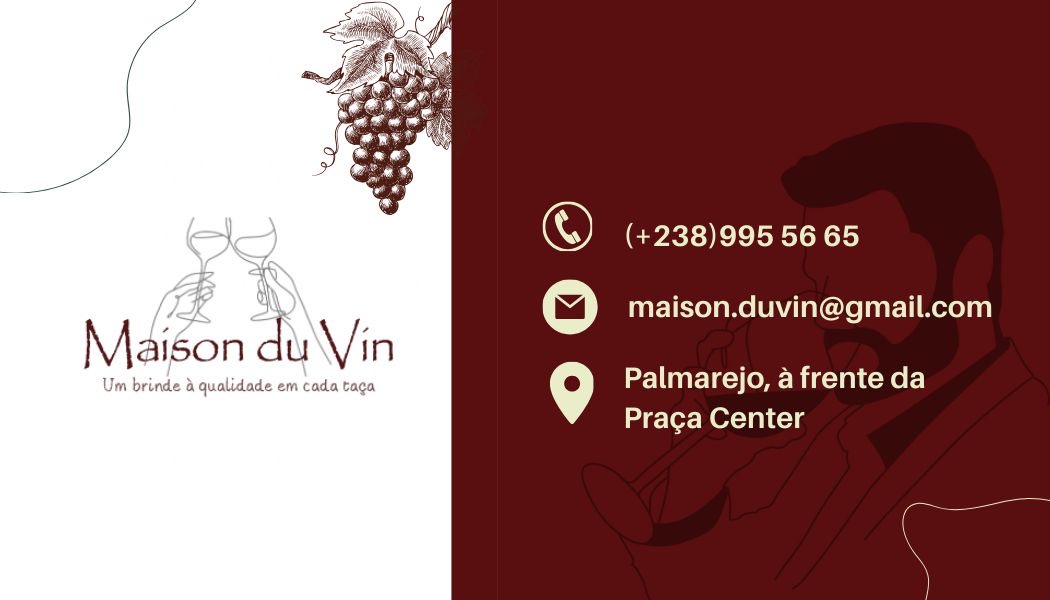 Maison du Vin
Um brinde à qualidade em cada taça
(+238)995 56 65
maison.duvin@gmail.com
Palmarejo, à frente da
Praça Center